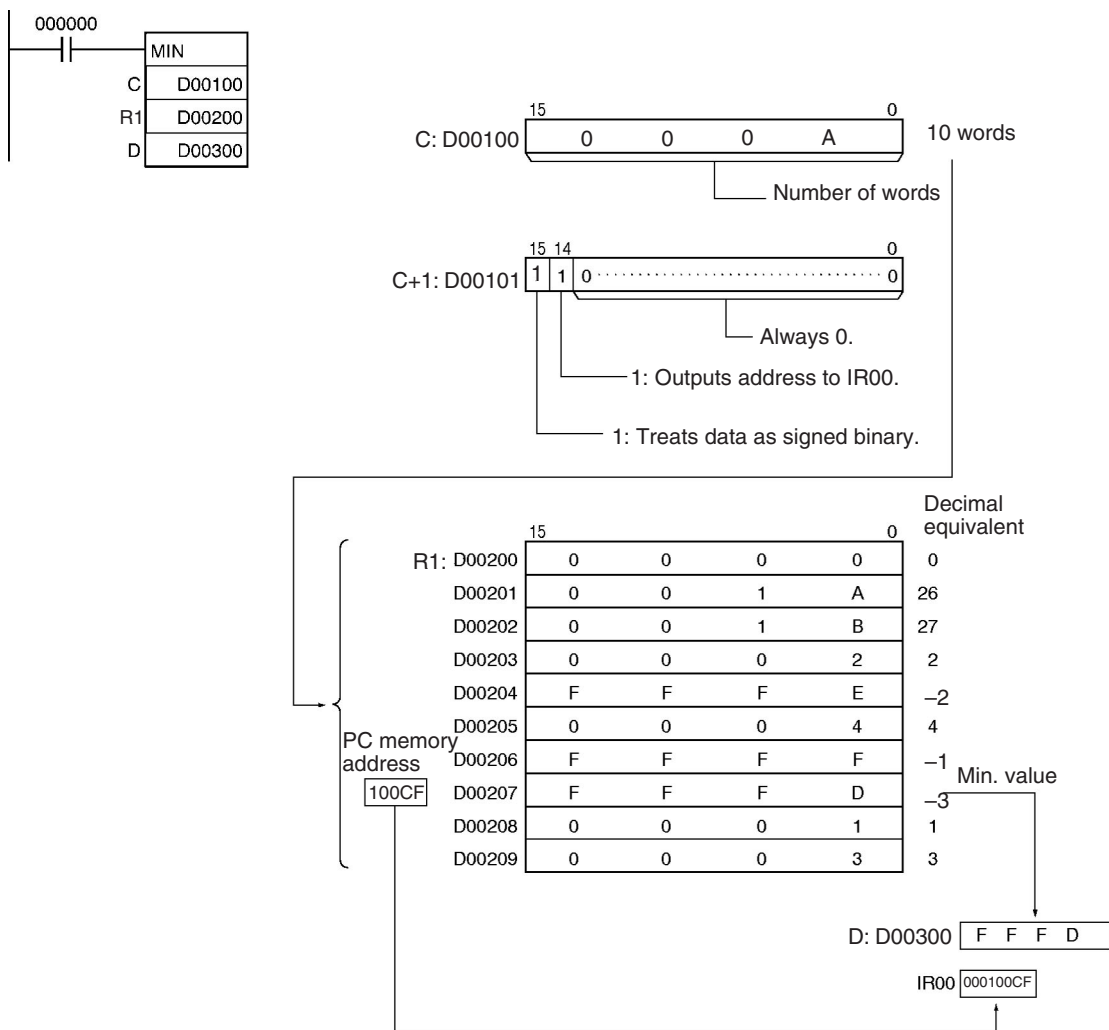 000000
MIN
C D00100
R1 D00200
D D00300
15 0
C: D00100 0 0 0 A 10 words
Number of words
15 14 0
C+1: D00101 1 1 0 ········································ 0
Always 0.
1: Outputs address to IR00.
1: Treats data as signed binary.
Decimal
equivalent
15 0
R1: D00200 0 0 0 0 0
D00201 0 0 1 A 26
D00202 0 0 1 B 27
D00203 0 0 0 2 2
D00204 F F F E –2
D00205 0 0 0 4 4
PC memory
address
D00206 F F F F –1
Min. value
100CF D00207 F F F D –3
D00208 0 0 0 1 1
D00209 0 0 0 3 3
D: D00300 F F F D
IR00 000100CF